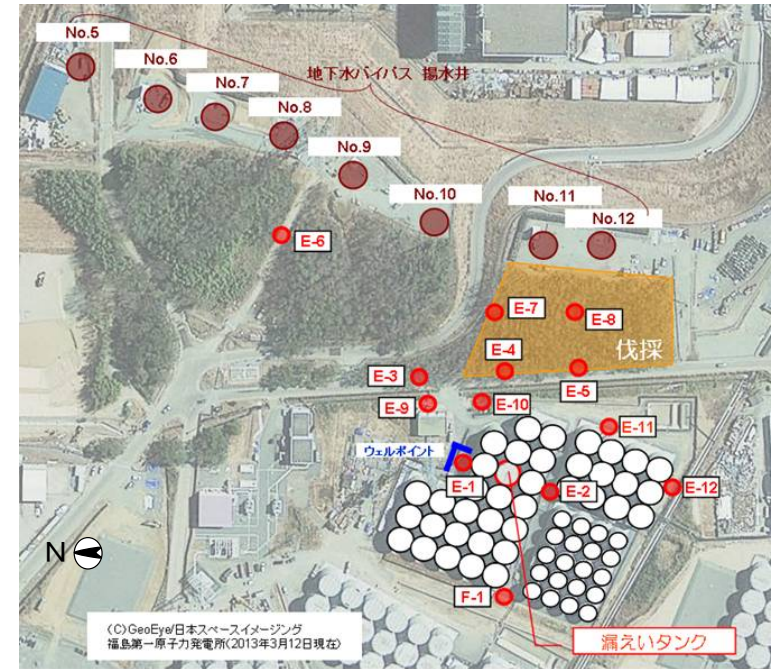 No.5
No.6
No.7
地下水バイパス 揚水井
No.8
No.9
No.10
No.11
No.12
E-6
E-7
E-8
伐採
E-4
E-3
E-5
E-9
E-10
E-11
ウェルポイント
E-1
E-2
E-12
N
F-1
(C)GeoEye/日本スペースイメージング
福島第一原子力発電所(2013年3月12日現在)
漏えいタンク